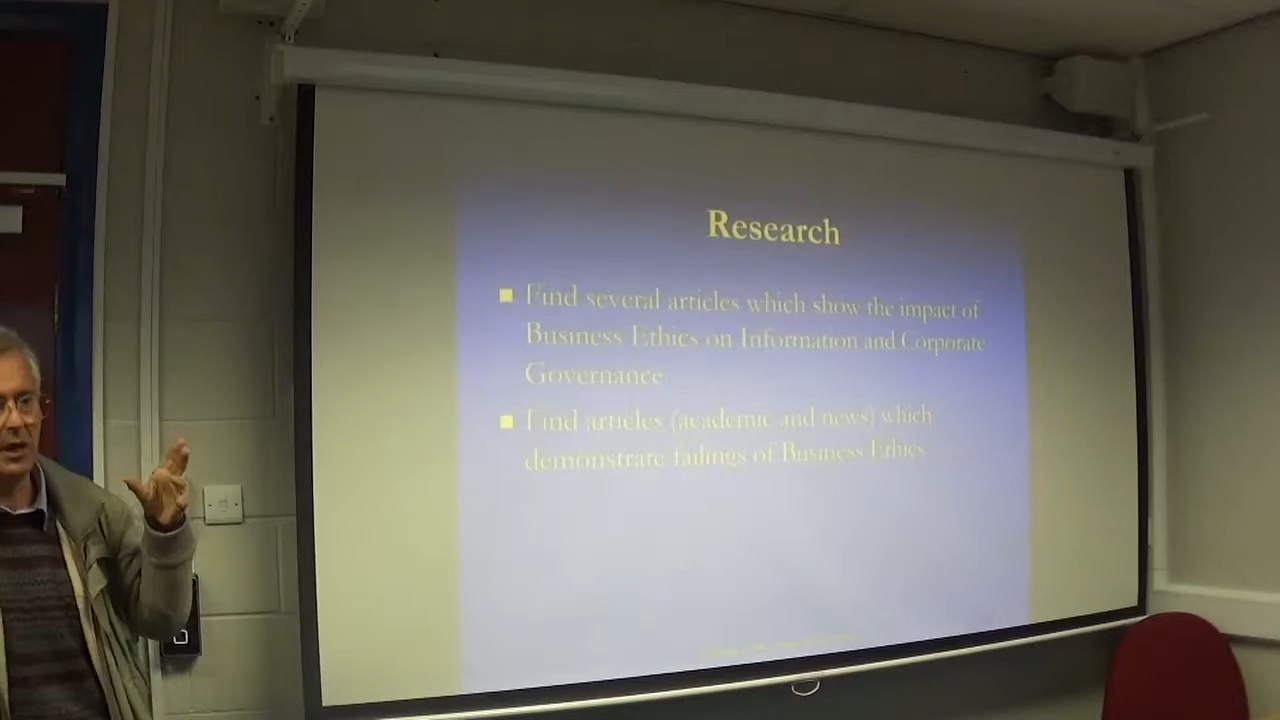 Research
Find several articles which show the impact of
Business Ethics on Information and Corporate
Governance
Find articles (academic and news) which
demonstrate failings of Business Ethics